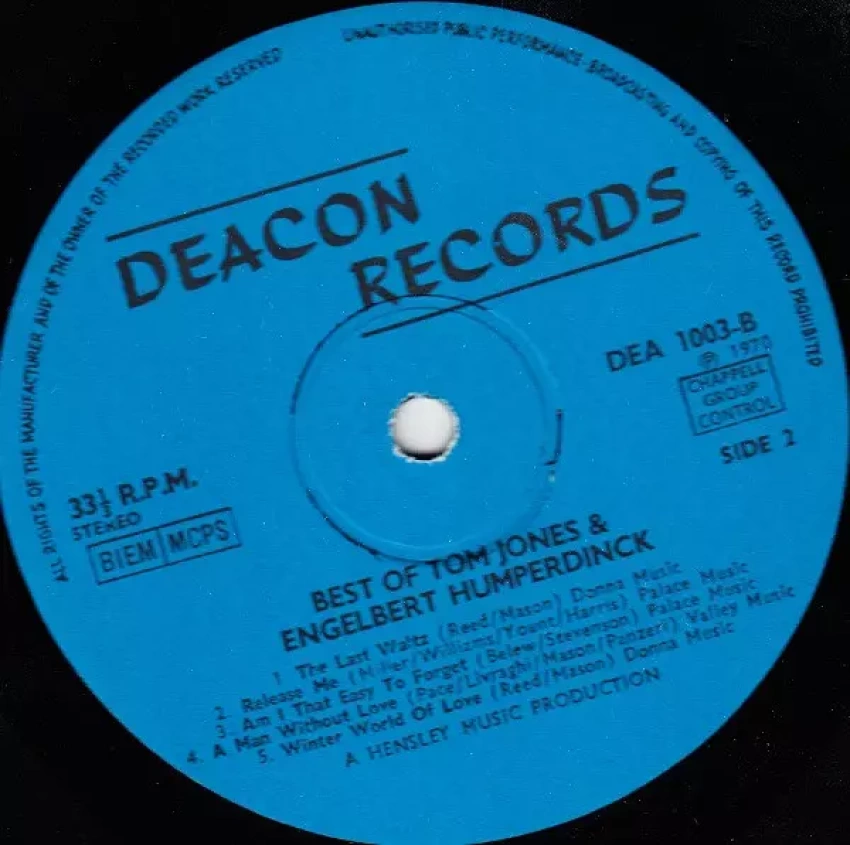 ALL RIGHTS OF THE MANUFACTURER AND OF THE OWNER OF THE RECORDED WORK RESERVED
UNAUTHORISED PUBLIC PERFORMANCE · BROADCASTING AND COPYING OF THIS RECORD PROHIBITED
DEACON
RECORDS
DEA 1003-B
℗ 1970
CHAPPELL
GROUP
CONTROL
SIDE 2
33⅓ R.P.M.
STEREO
BIEM MCPS
BEST OF TOM JONES &
ENGELBERT HUMPERDINCK
1 The Last Waltz (Reed/Mason) Donna Music
2. Release Me (Miller/Williams/Yount/Harris) Palace Music
3. Am I That Easy To Forget (Belew/Stevenson) Palace Music
4. A Man Without Love (Pace/Livraghi/Mason/Panzeri) Valley Music
5. Winter World Of Love (Reed/Mason) Donna Music
A HENSLEY MUSIC PRODUCTION